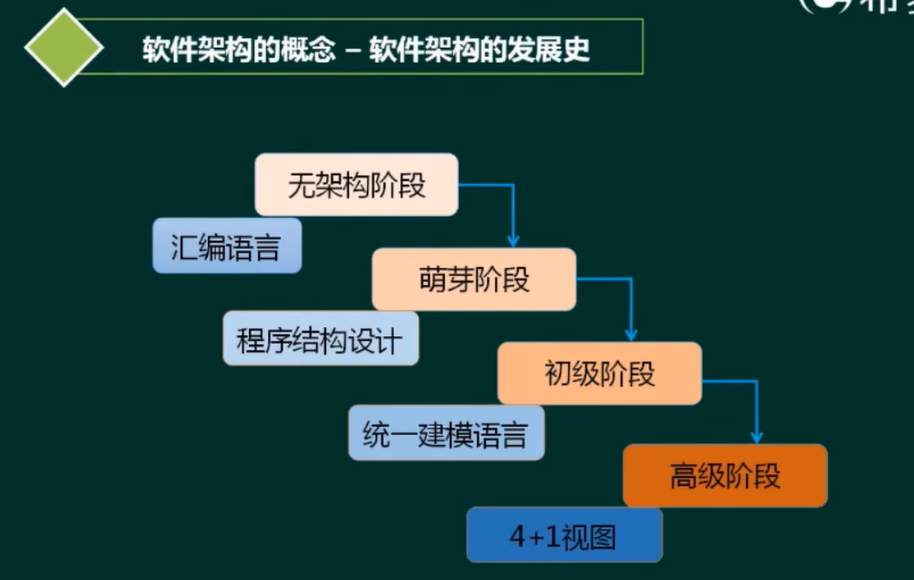 软件架构的概念 – 软件架构的发展史
无架构阶段
汇编语言
萌芽阶段
程序结构设计
初级阶段
统一建模语言
高级阶段
4+1视图